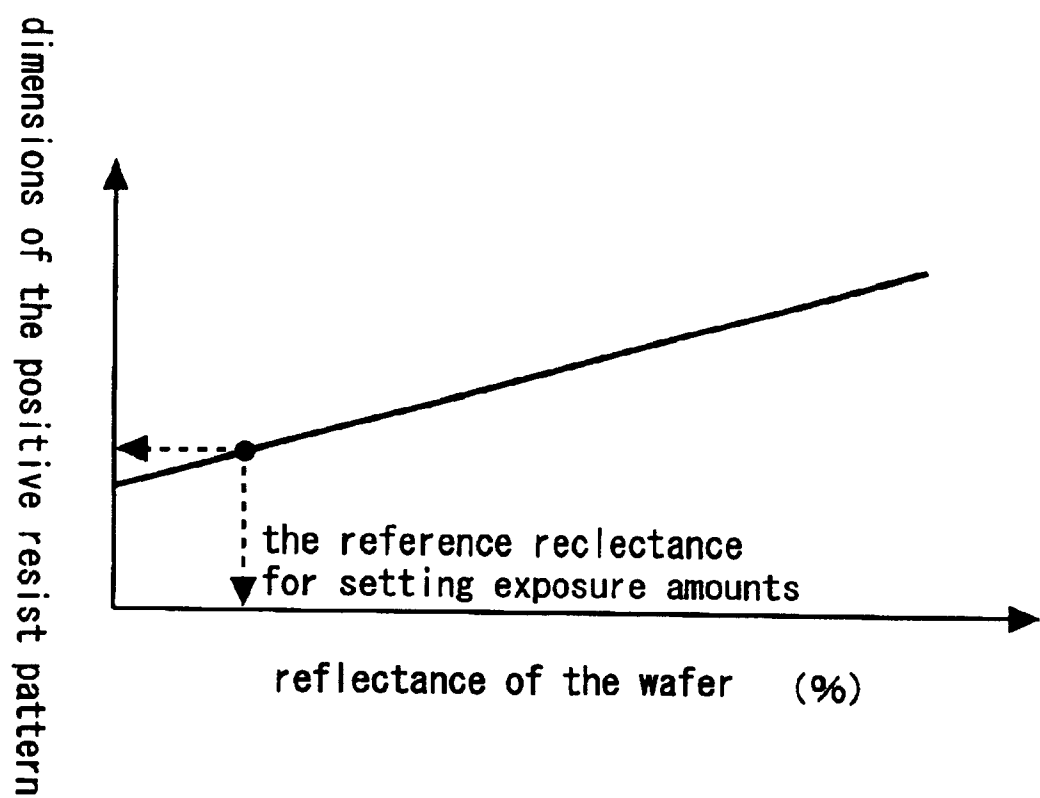 dimensions of the positive resist pattern
the reference reclectance
for setting exposure amounts
reflectance of the wafer (%)